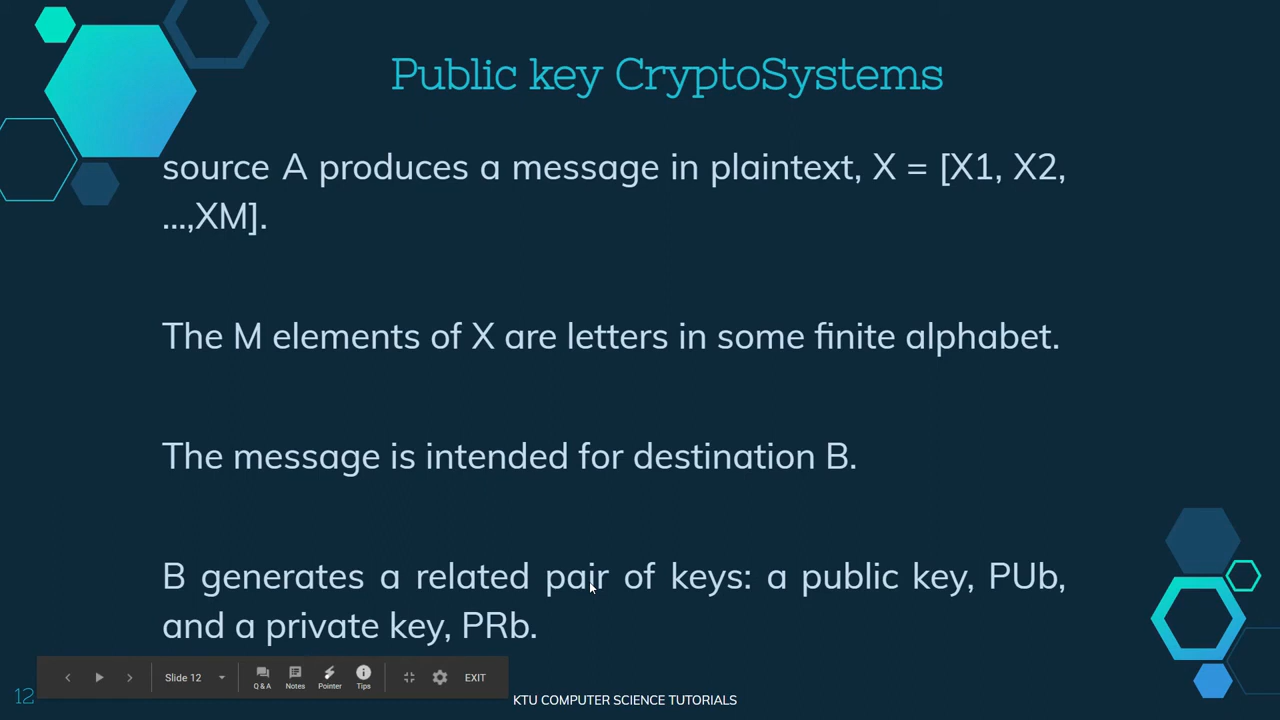 Public key CryptoSystems
source A produces a message in plaintext, X = [X1, X2,
...,XM].
The M elements of X are letters in some finite alphabet.
The message is intended for destination B.
B generates a related pair of keys: a public key, PUb,
and a private key, PRb.
Slide 12
Q & A
Notes
Pointer
Tips
EXIT
12
KTU COMPUTER SCIENCE TUTORIALS